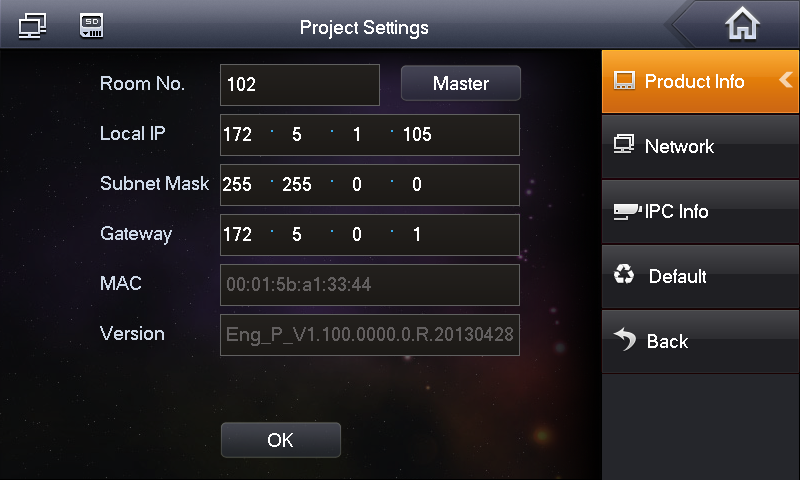 SD
Project Settings
Room No. 102 Master
Local IP 172 . 5 . 1 . 105
Subnet Mask 255 . 255 . 0 . 0
Gateway 172 . 5 . 0 . 1
MAC 00:01:5b:a1:33:44
Version Eng_P_V1.100.0000.0.R.20130428
OK
Product Info
Network
IPC Info
Default
Back